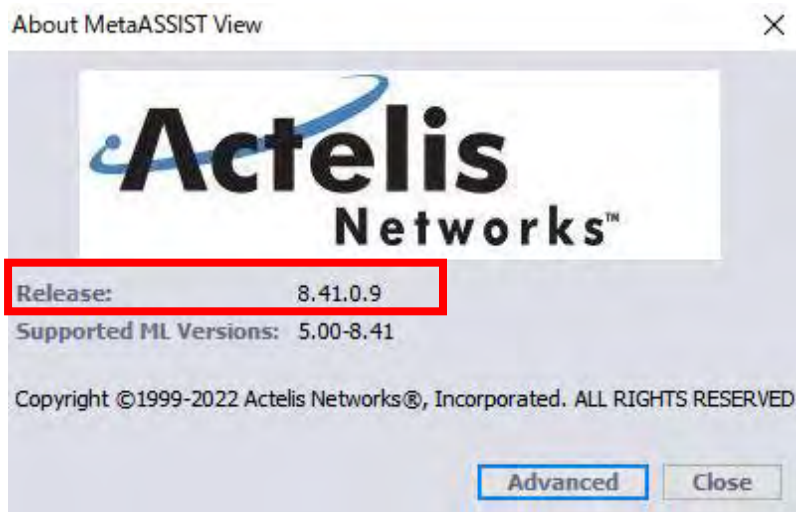 About MetaASSIST View
Actelis
Networks™
Release: 8.41.0.9
Supported ML Versions: 5.00-8.41
Copyright ©1999-2022 Actelis Networks®, Incorporated. ALL RIGHTS RESERVED
Advanced Close